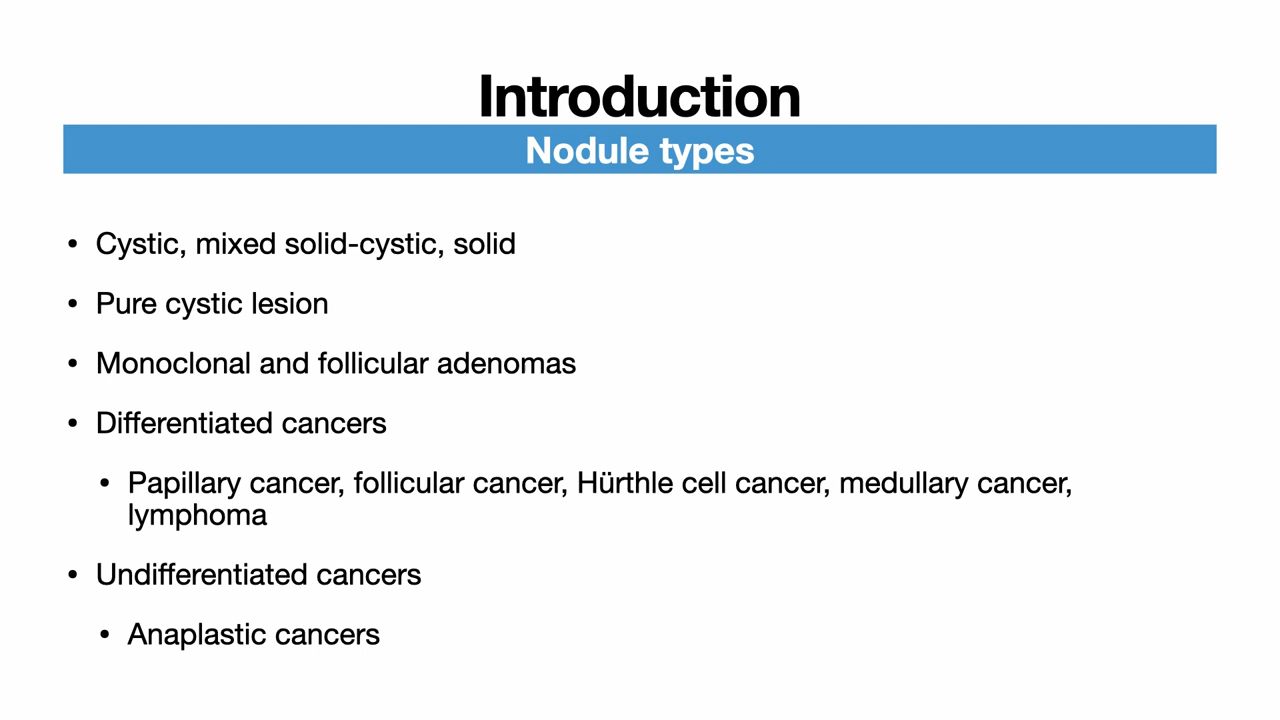 Introduction
Nodule types
• Cystic, mixed solid-cystic, solid
• Pure cystic lesion
• Monoclonal and follicular adenomas
• Differentiated cancers
• Papillary cancer, follicular cancer, Hürthle cell cancer, medullary cancer,
lymphoma
• Undifferentiated cancers
• Anaplastic cancers